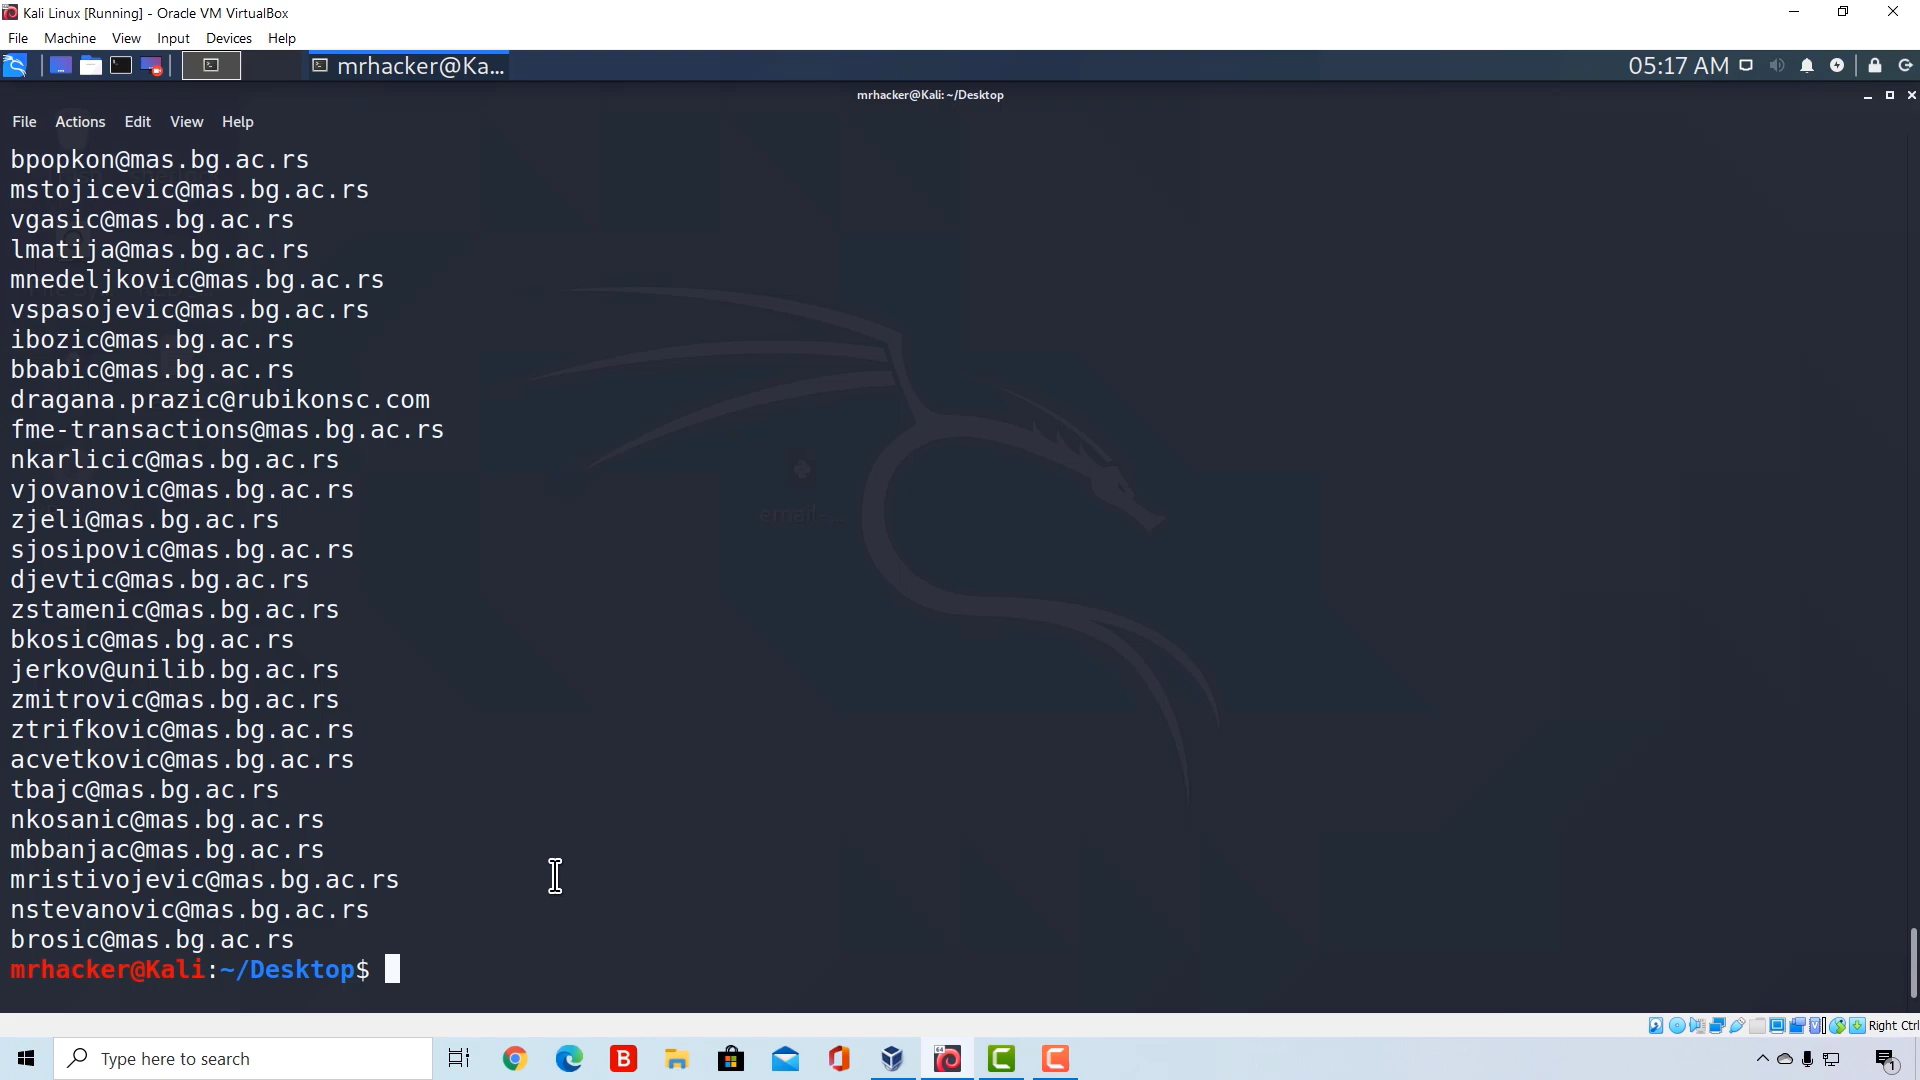 Kali Linux [Running] - Oracle VM VirtualBox
File Machine View Input Devices Help
mrhacker@Ka... 05:17 AM
mrhacker@Kali: ~/Desktop
File Actions Edit View Help
bpopkon@mas.bg.ac.rs
mstojicevic@mas.bg.ac.rs
vgasic@mas.bg.ac.rs
lmatija@mas.bg.ac.rs
mnedeljkovic@mas.bg.ac.rs
vspasojevic@mas.bg.ac.rs
ibozic@mas.bg.ac.rs
bbabic@mas.bg.ac.rs
dragana.prazic@rubikonsc.com
fme-transactions@mas.bg.ac.rs
nkarlicic@mas.bg.ac.rs
vjovanovic@mas.bg.ac.rs
zjeli@mas.bg.ac.rs
email-...
sjosipovic@mas.bg.ac.rs
djevtic@mas.bg.ac.rs
zstamenic@mas.bg.ac.rs
bkosic@mas.bg.ac.rs
jerkov@unilib.bg.ac.rs
zmitrovic@mas.bg.ac.rs
ztrifkovic@mas.bg.ac.rs
acvetkovic@mas.bg.ac.rs
tbajc@mas.bg.ac.rs
nkosanic@mas.bg.ac.rs
mbbanjac@mas.bg.ac.rs
mristivojevic@mas.bg.ac.rs
nstevanovic@mas.bg.ac.rs
brosic@mas.bg.ac.rs
mrhacker@Kali:~/Desktop$
Right Ctrl
Type here to search